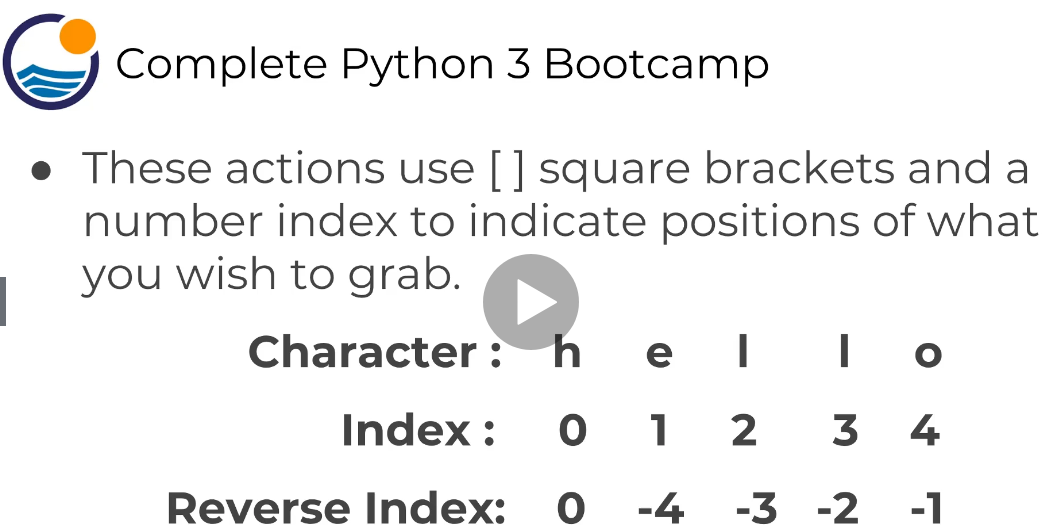 Complete Python 3 Bootcamp
● These actions use [ ] square brackets and a
number index to indicate positions of what
you wish to grab.
Character : h e l l o
Index : 0 1 2 3 4
Reverse Index: 0 -4 -3 -2 -1